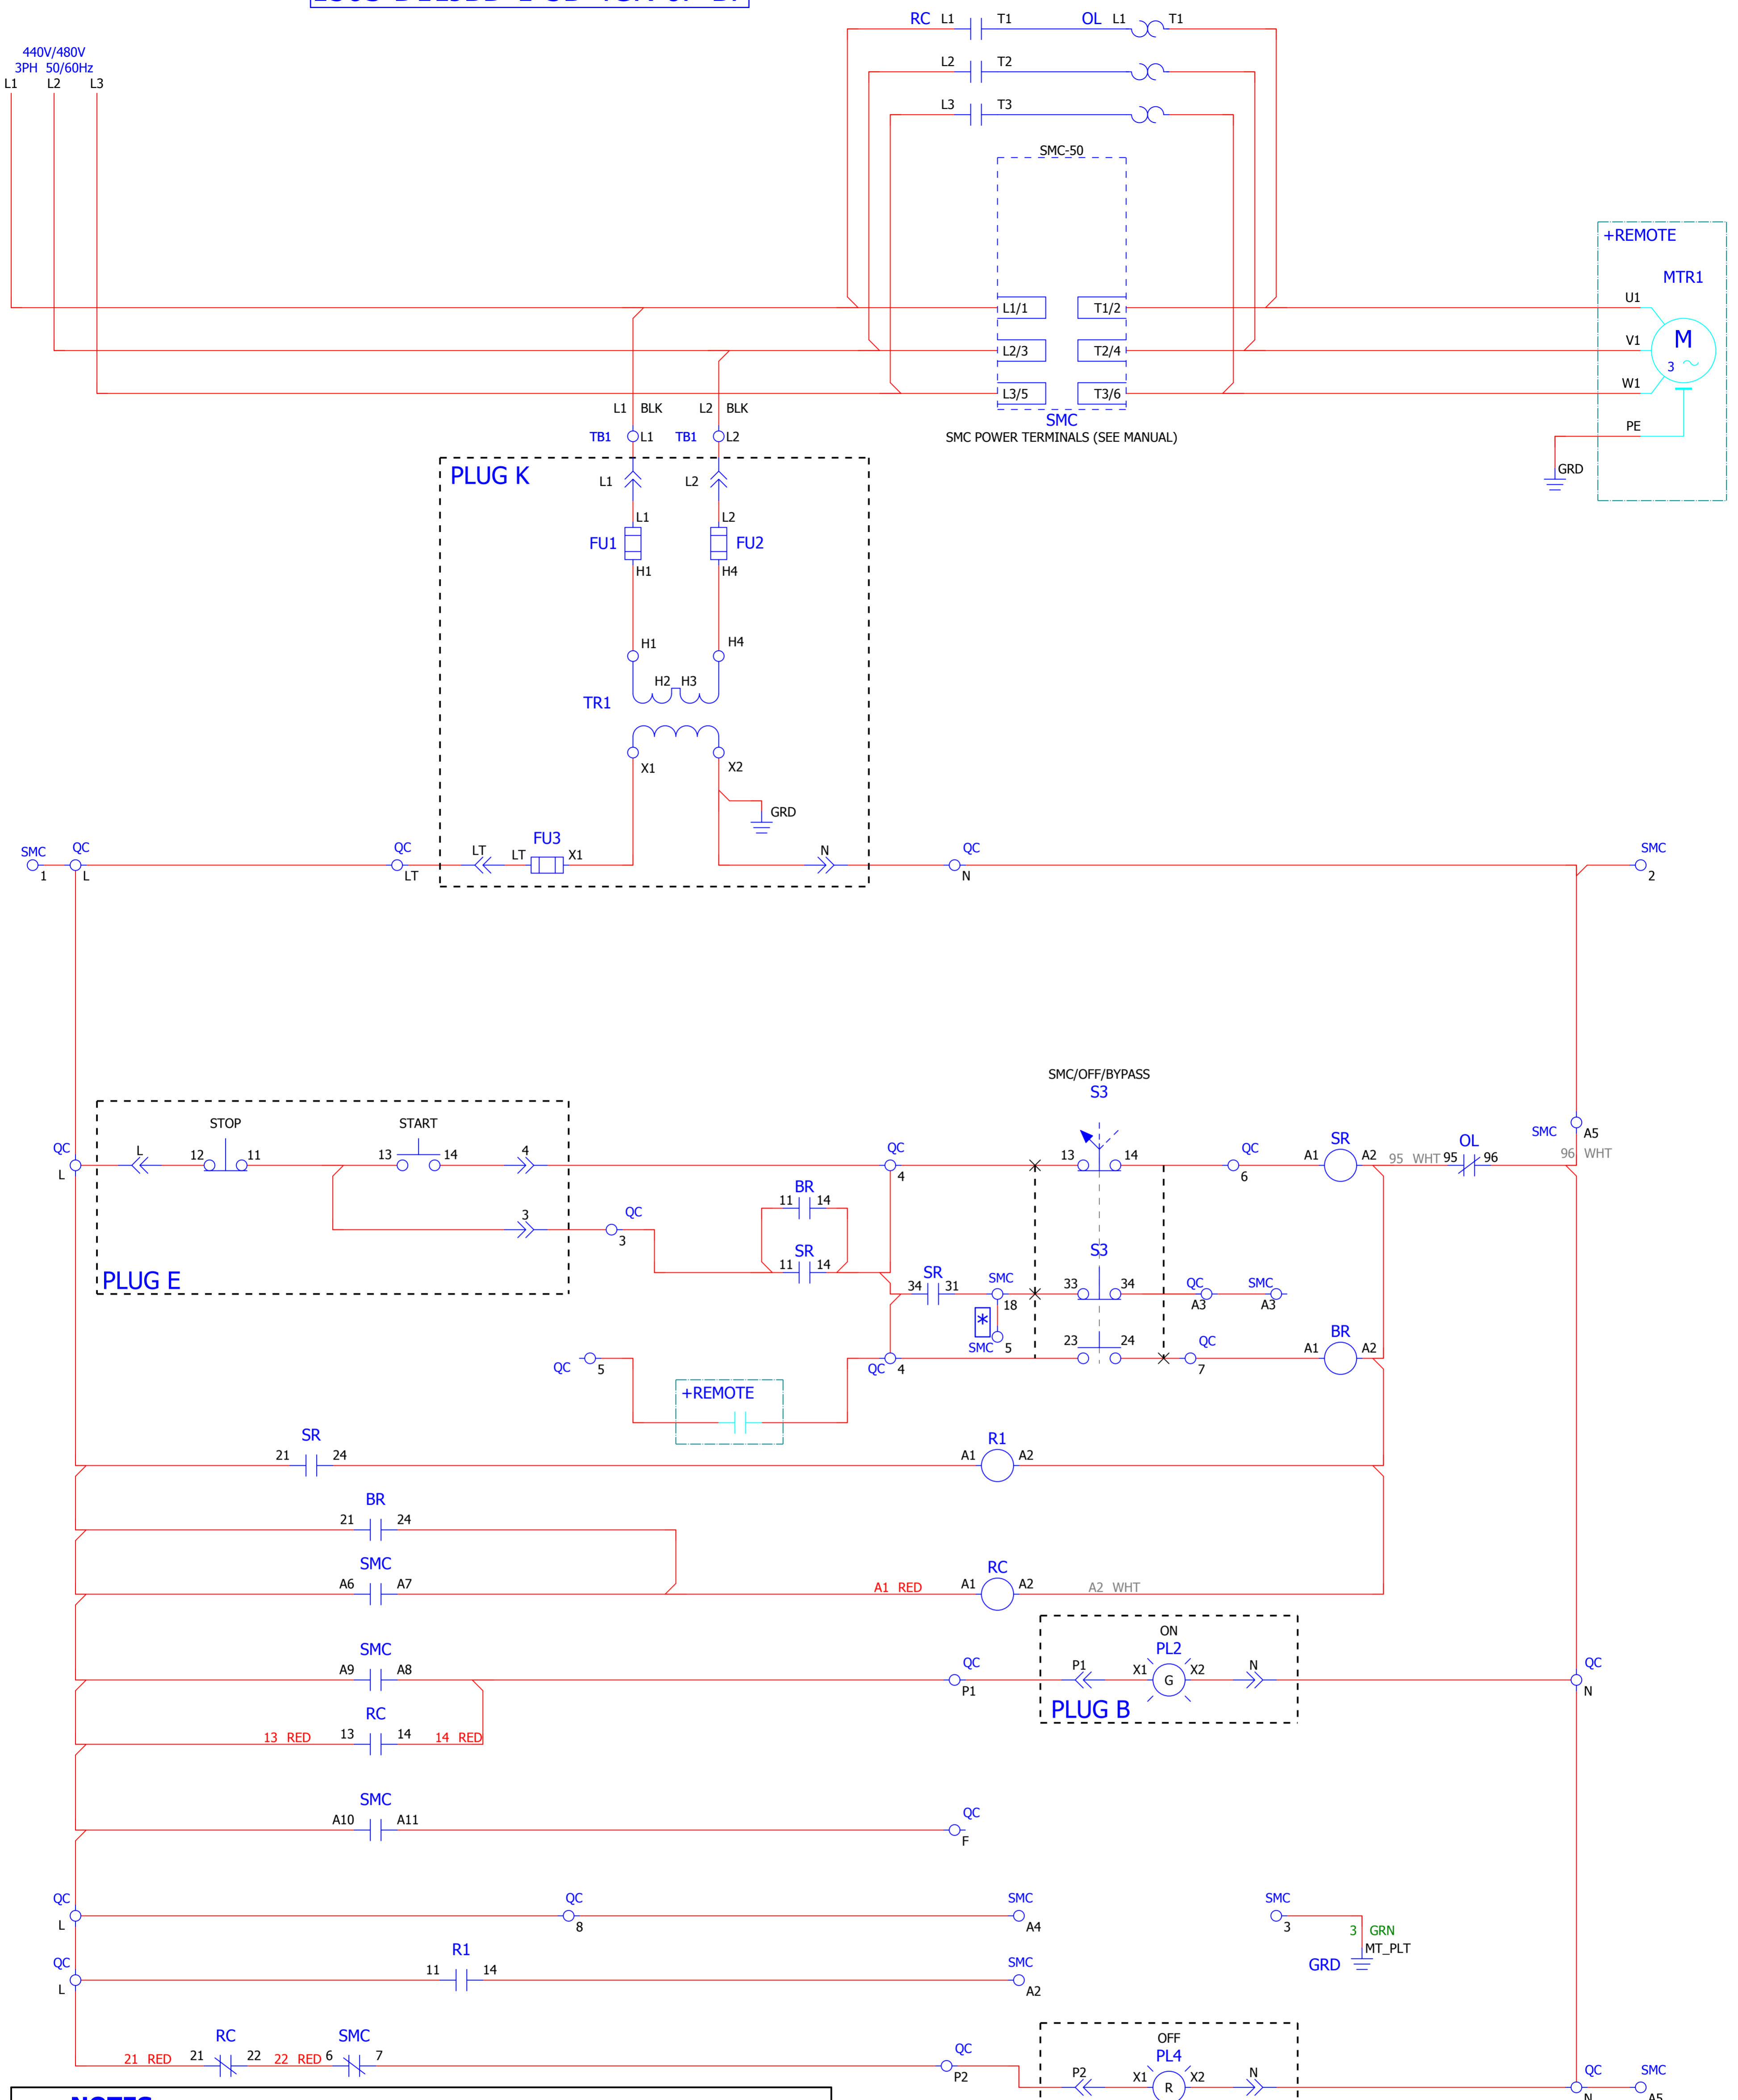 440V/480V
3PH 50/60Hz
L1 L2 L3
RC L1 T1 OL L1 T1
L2 T2
L3 T3
SMC-50
L1/1 T1/2
L2/3 T2/4
L3/5 T3/6
SMC
SMC POWER TERMINALS (SEE MANUAL)
+REMOTE
MTR1
U1
V1 M
3
W1
PE
GRD
L1 BLK L2 BLK
TB1 L1 TB1 L2
PLUG K
L1 L2
L1 L2
FU1 FU2
H1 H4
H1 H4
H2 H3
TR1
X1 X2
GRD
SMC QC QC LT LT FU3 X1 N QC SMC
1 L LT N 2
SMC/OFF/BYPASS
S3
STOP START
QC L 12 11 13 14 4 QC 13 14 QC SR OL SMC A5
L 4 6 A1 A2 95 WHT 95 96 96 WHT
BR
11 14
3 QC
3
SR
11 14
S3
PLUG E
SR
34 31 SMC 33 34 QC SMC
18 A3 A3
*
SMC 5 23 24 QC BR
QC 5 QC 4 7 A1 A2
+REMOTE
SR R1
21 24 A1 A2
BR
21 24
SMC RC
A6 A7 A1 RED A1 A2 A2 WHT
ON
SMC QC PL2 QC
A9 A8 P1 P1 X1 G X2 N N
PLUG B
RC
13 RED 13 14 14 RED
SMC
A10 A11 QC
F
QC QC SMC SMC
L 8 A4 3
3 GRN
MT_PLT
GRD
QC R1 SMC
L 11 14 A2
OFF
RC SMC QC PL4
21 RED 21 22 22 RED 6 7 P2 P2 X1 R X2 N QC SMC
N A5
NOTES